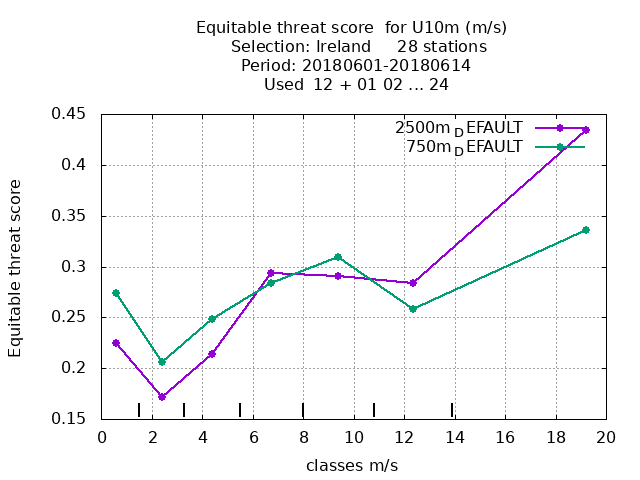 Equitable threat score  for U10m (m/s)
Selection: Ireland     28 stations
Period: 20180601-20180614
Used  12 + 01 02 ... 24
2500m_DEFAULT
750m_DEFAULT
Equitable threat score
0.45
0.4
0.35
0.3
0.25
0.2
0.15
0 2 4 6 8 10 12 14 16 18 20
classes m/s